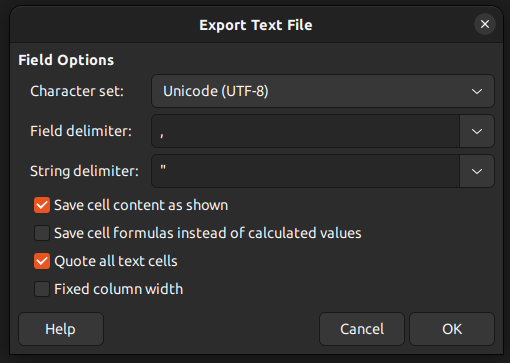 Export Text File
Field Options
Character set: Unicode (UTF-8)
Field delimiter: ,
String delimiter: "
Save cell content as shown
Save cell formulas instead of calculated values
Quote all text cells
Fixed column width
Help Cancel OK